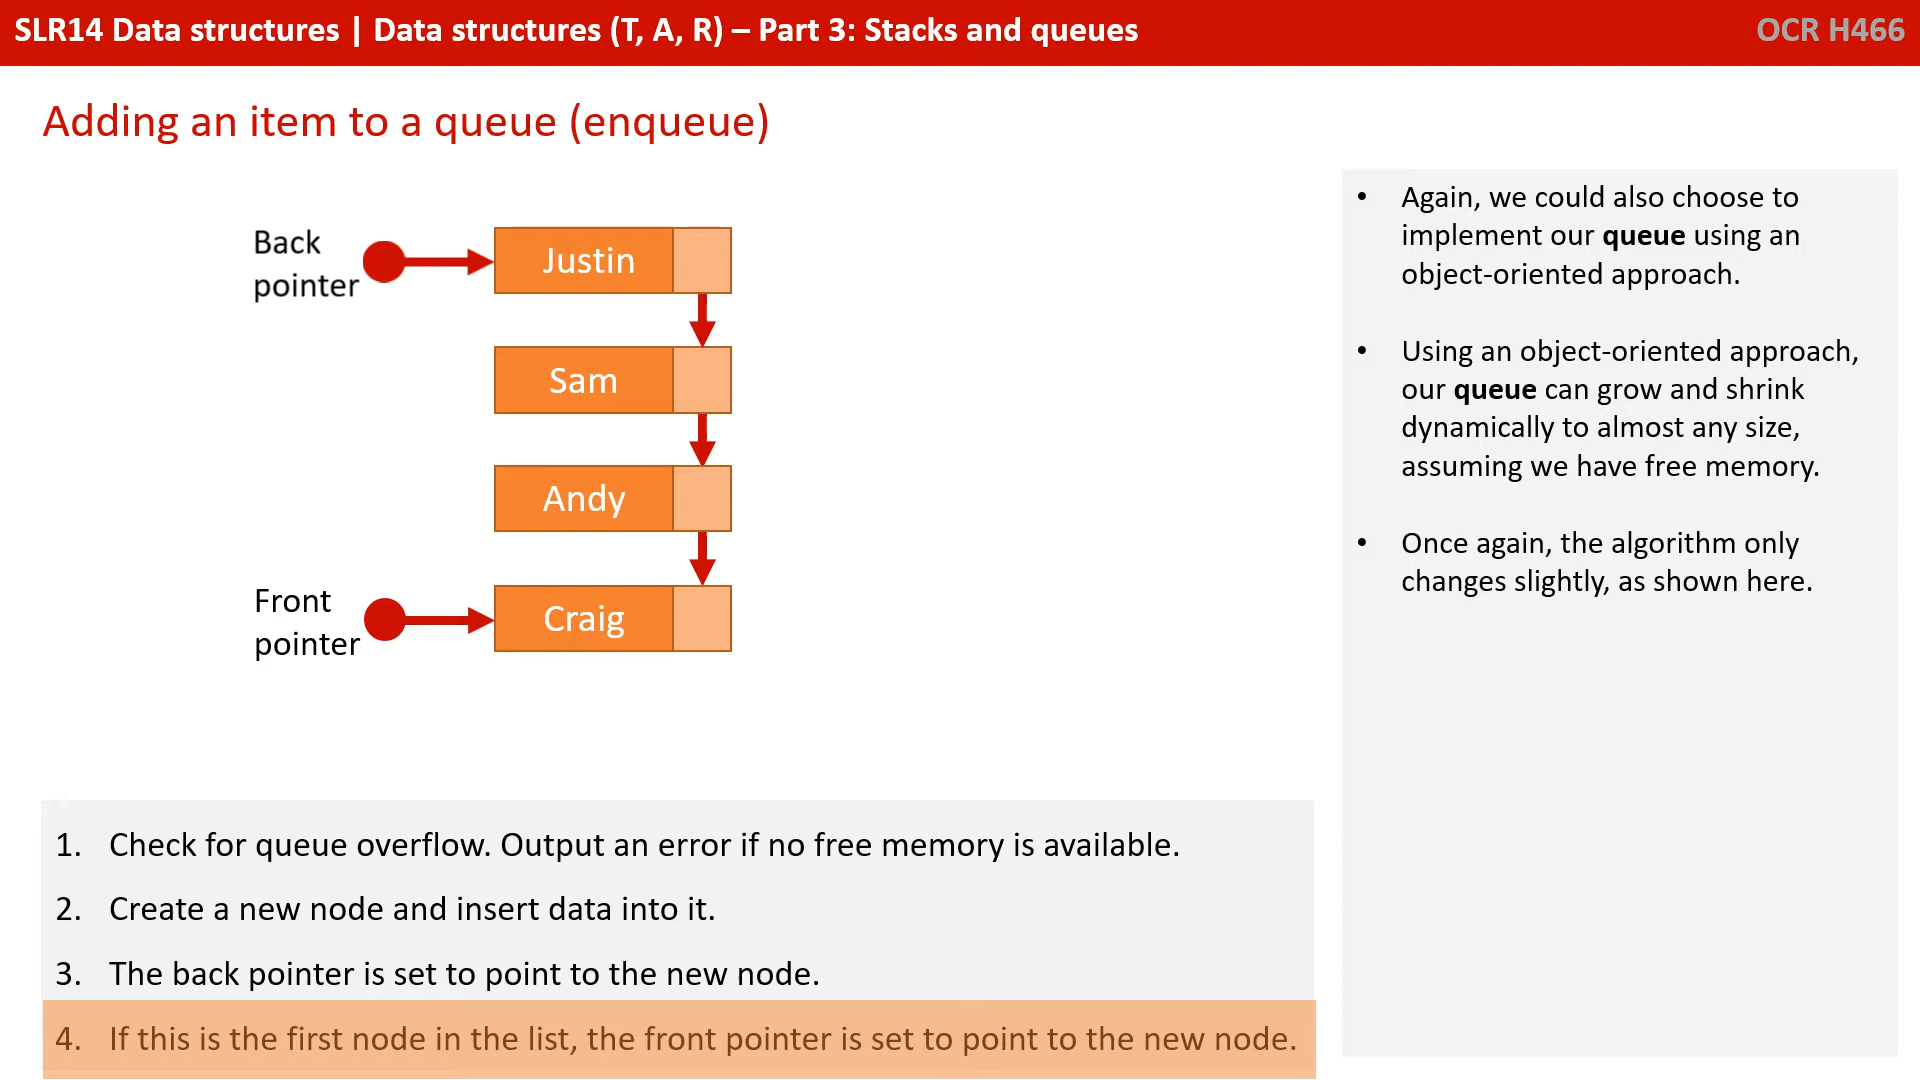 SLR14 Data structures | Data structures (T, A, R) – Part 3: Stacks and queues
OCR H466
Adding an item to a queue (enqueue)
Back
pointer
Justin
Sam
Andy
Front
pointer
Craig
• Again, we could also choose to
implement our queue using an
object-oriented approach.
• Using an object-oriented approach,
our queue can grow and shrink
dynamically to almost any size,
assuming we have free memory.
• Once again, the algorithm only
changes slightly, as shown here.
1. Check for queue overflow. Output an error if no free memory is available.
2. Create a new node and insert data into it.
3. The back pointer is set to point to the new node.
4. If this is the first node in the list, the front pointer is set to point to the new node.